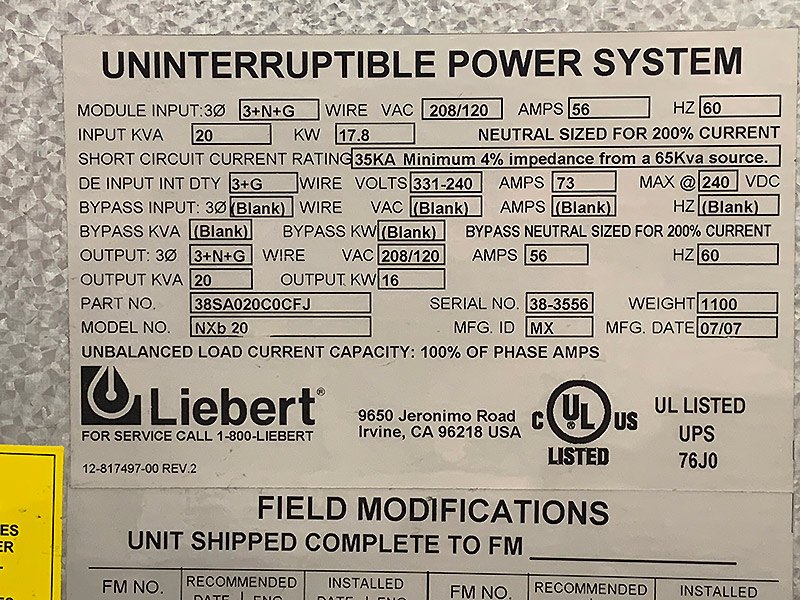 UNINTERRUPTIBLE POWER SYSTEM
MODULE INPUT:3Ø 3+N+G WIRE VAC 208/120 AMPS 56 HZ 60
INPUT KVA 20 KW 17.8 NEUTRAL SIZED FOR 200% CURRENT
SHORT CIRCUIT CURRENT RATING 35KA Minimum 4% impedance from a 65Kva source.
DE INPUT INT DTY 3+G WIRE VOLTS 331-240 AMPS 73 MAX @ 240 VDC
BYPASS INPUT: 3Ø (Blank) WIRE VAC (Blank) AMPS (Blank) HZ (Blank)
BYPASS KVA (Blank) BYPASS KW (Blank) BYPASS NEUTRAL SIZED FOR 200% CURRENT
OUTPUT: 3Ø 3+N+G WIRE VAC 208/120 AMPS 56 HZ 60
OUTPUT KVA 20 OUTPUT KW 16
PART NO. 38SA020C0CFJ SERIAL NO. 38-3556 WEIGHT 1100
MODEL NO. NXb 20 MFG. ID MX MFG. DATE 07/07
UNBALANCED LOAD CURRENT CAPACITY: 100% OF PHASE AMPS
Liebert®
FOR SERVICE CALL 1-800-LIEBERT
12-817497-00 REV.2
9650 Jeronimo Road
Irvine, CA 96218 USA
C UL® US
LISTED
UL LISTED
UPS
76J0
ES
ER
FIELD MODIFICATIONS
UNIT SHIPPED COMPLETE TO FM
FM NO. RECOMMENDED INSTALLED FM NO. RECOMMENDED INSTALLED